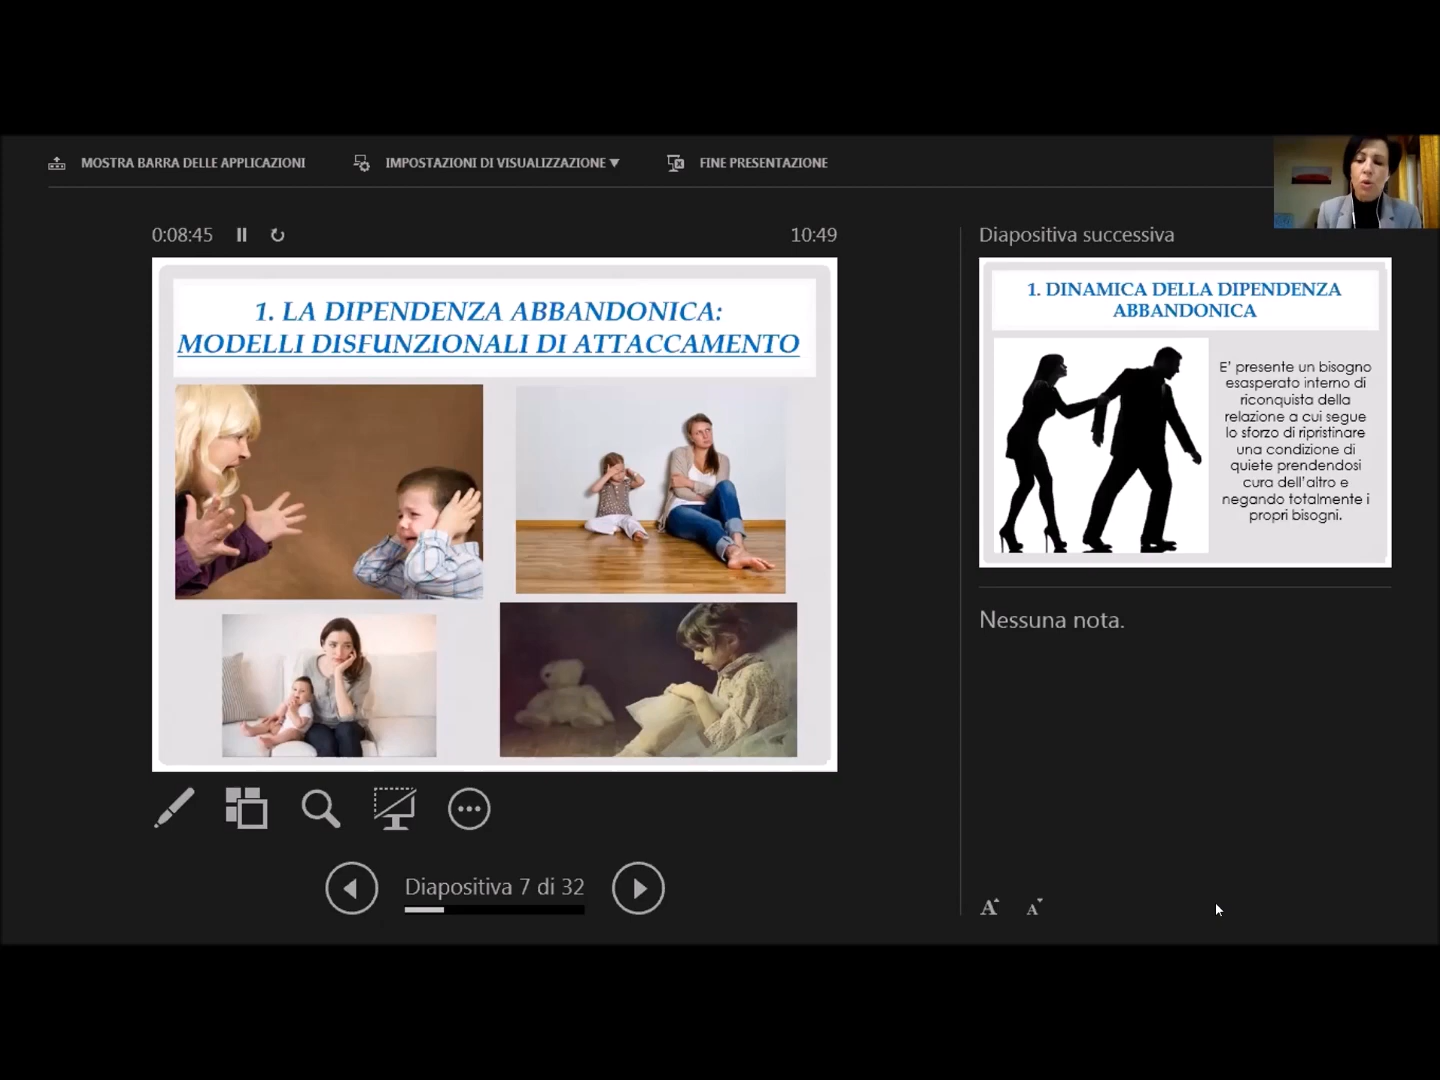 MOSTRA BARRA DELLE APPLICAZIONI
IMPOSTAZIONI DI VISUALIZZAZIONE ▼
FINE PRESENTAZIONE
0:08:45
10:49
1. LA DIPENDENZA ABBANDONICA:
MODELLI DISFUNZIONALI DI ATTACCAMENTO
Diapositiva 7 di 32
Diapositiva successiva
1. DINAMICA DELLA DIPENDENZA
ABBANDONICA
E' presente un bisogno
esasperato interno di
riconquista della
relazione a cui segue
lo sforzo di ripristinare
una condizione di
quiete prendendosi
cura dell'altro e
negando totalmente i
propri bisogni.
Nessuna nota.
A A